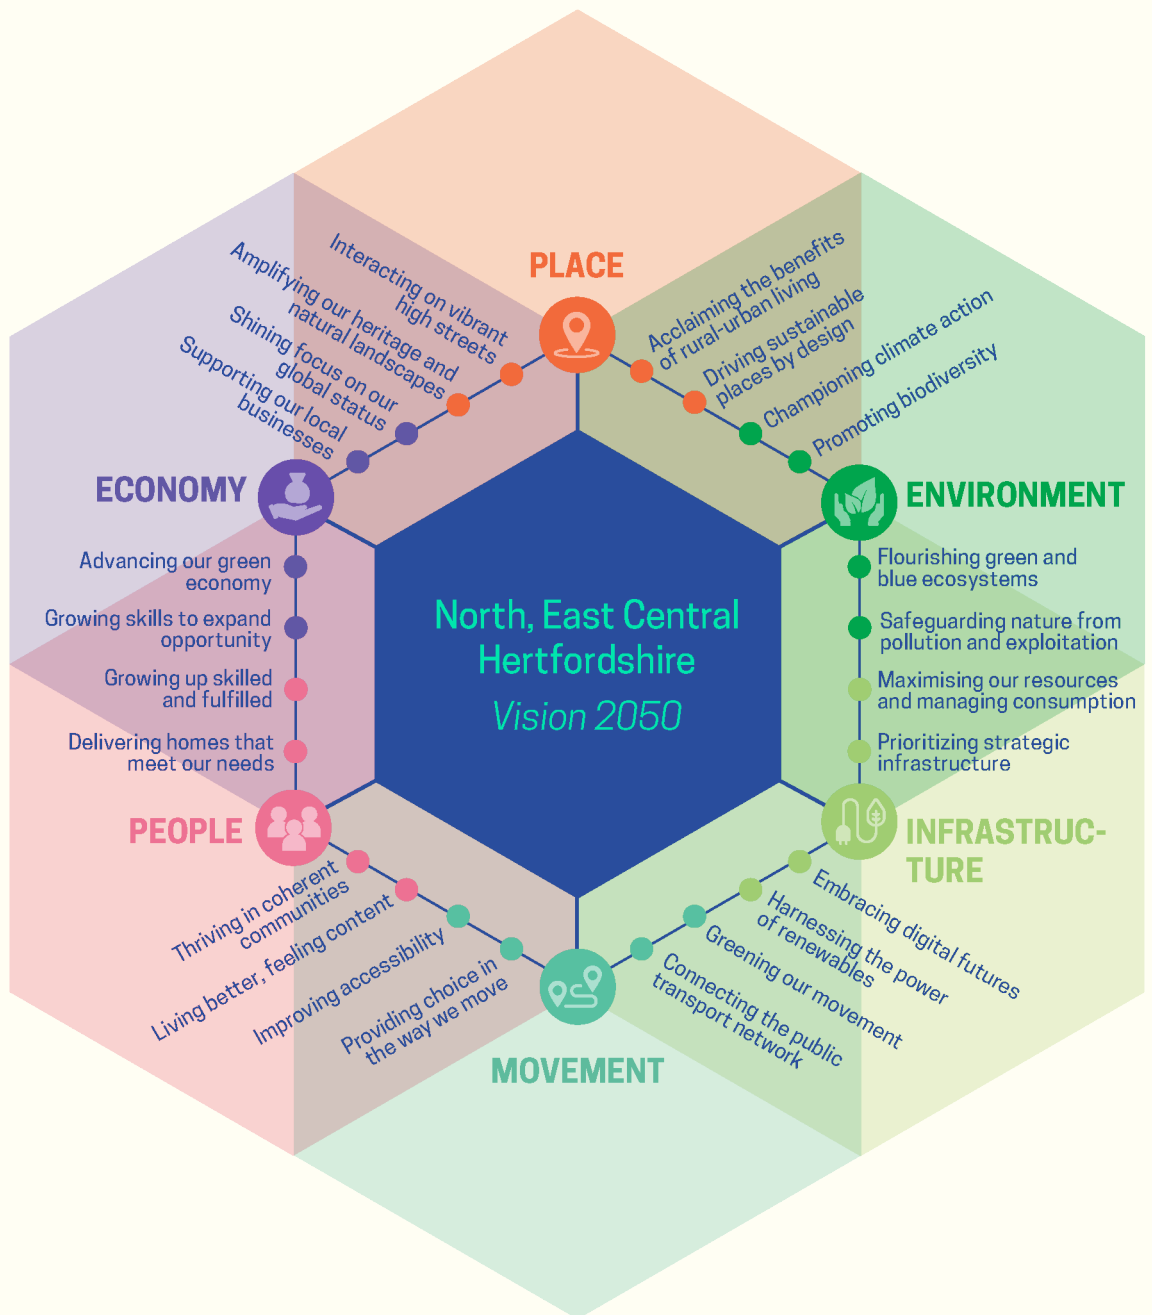 PLACE
Interacting on vibrant
high streets
Amplifying our heritage and
natural landscapes
Shining focus on our
global status
Supporting our local
businesses
Acclaiming the benefits
of rural-urban living
Driving sustainable
places by design
Championing climate action
Promoting biodiversity
ECONOMY
ENVIRONMENT
Advancing our green
economy
Growing skills to expand
opportunity
Growing up skilled
and fulfilled
Delivering homes that
meet our needs
North, East Central
Hertfordshire
Vision 2050
Flourishing green and
blue ecosystems
Safeguarding nature from
pollution and exploitation
Maximising our resources
and managing consumption
Prioritizing strategic
infrastructure
PEOPLE
INFRASTRUC-
TURE
Thriving in coherent
communities
Living better, feeling content
Improving accessibility
Providing choice in
the way we move
Embracing digital futures
Harnessing the power
of renewables
Greening our movement
Connecting the public
transport network
MOVEMENT